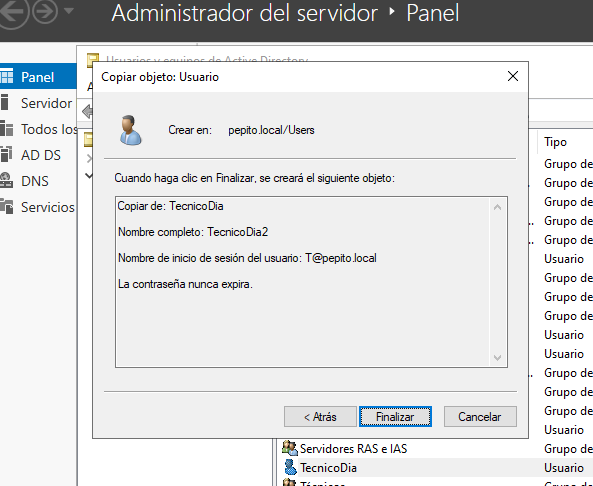 Administrador del servidor ‣ Panel
Usuarios y equipos de Active Directory
Panel
Servidor
Todos los
AD DS
DNS
Servicios
A
Copiar objeto: Usuario
Crear en: pepito.local/Users
Cuando haga clic en Finalizar, se creará el siguiente objeto:
Copiar de: TecnicoDia
Nombre completo: TecnicoDia2
Nombre de inicio de sesión del usuario: T@pepito.local
La contraseña nunca expira.
< Atrás
Finalizar
Cancelar
Tipo
Grupo de
Grupo de
Grupo de
.. Grupo de
Grupo de
Usuario
Grupo de
Grupo de
Grupo de
Usuario
Usuario
.. Grupo de
Grupo de
Grupo de
Usuario
Servidores RAS e IAS Grupo de
TecnicoDia Usuario
Técnicos Grupo de